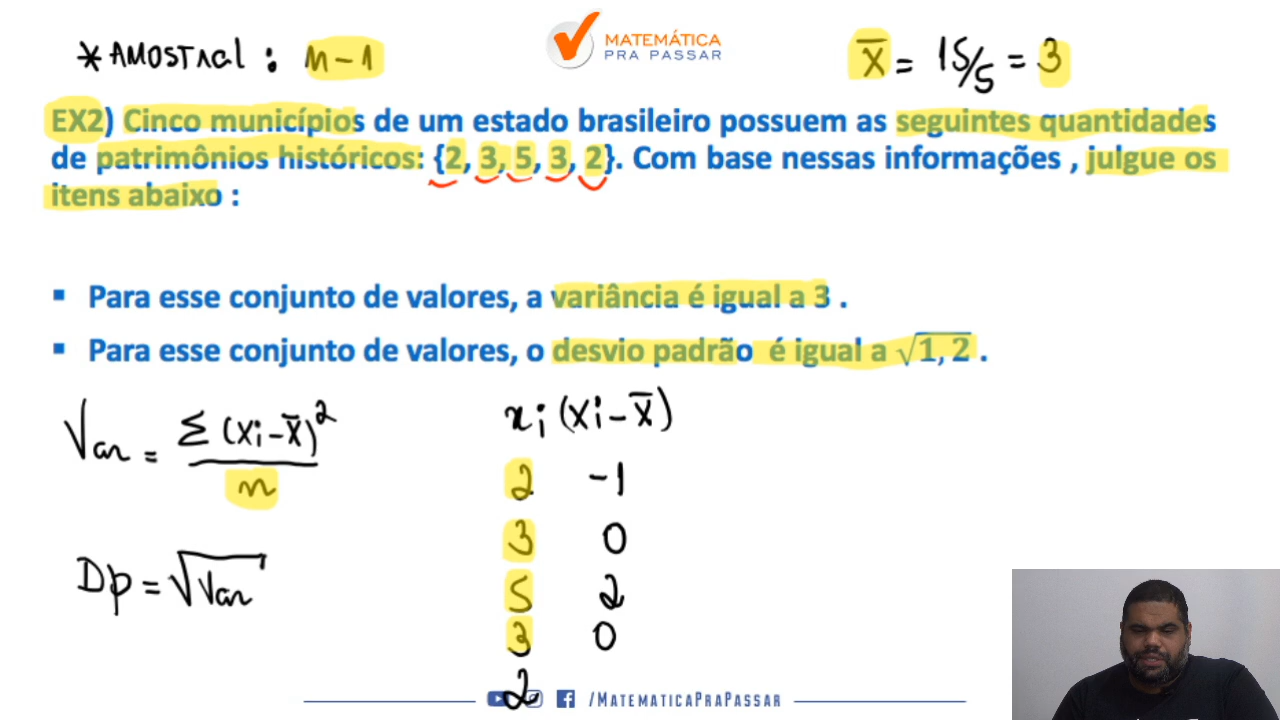 *AMOSTRAL : n-1
MATEMÁTICA
PRA PASSAR
x̄ = 15/5 = 3
EX2) Cinco municípios de um estado brasileiro possuem as seguintes quantidades
de patrimônios históricos: {2, 3, 5, 3, 2}. Com base nessas informações , julgue os
itens abaixo :
▪ Para esse conjunto de valores, a variância é igual a 3 .
▪ Para esse conjunto de valores, o desvio padrão é igual a √1,2 .
Var = Σ(xi-x̄)²
n
Dp = √Var
xi (xi-x̄)
2 -1
3 0
5 2
3 0
2
/MATEMATICAPRAPASSAR